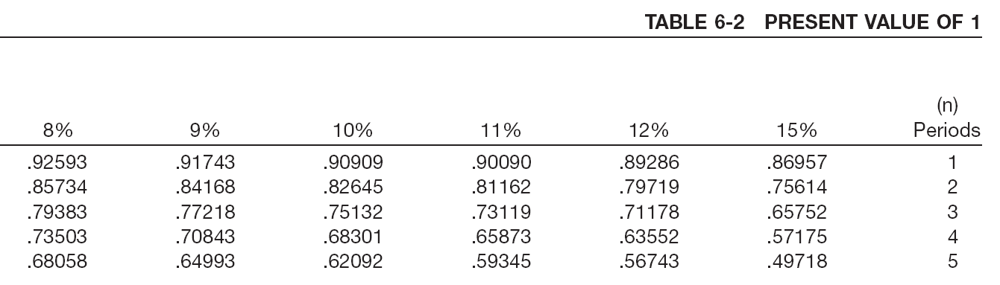 TABLE 6-2 PRESENT VALUE OF 1
(n)
8% 9% 10% 11% 12% 15% Periods
.92593 .91743 .90909 .90090 .89286 .86957 1
.85734 .84168 .82645 .81162 .79719 .75614 2
.79383 .77218 .75132 .73119 .71178 .65752 3
.73503 .70843 .68301 .65873 .63552 .57175 4
.68058 .64993 .62092 .59345 .56743 .49718 5